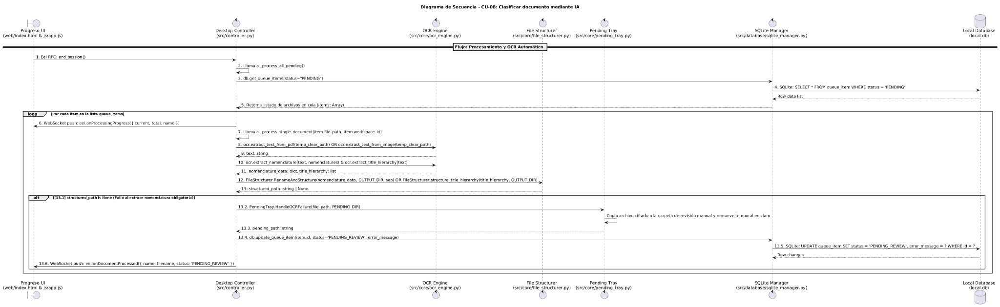 Diagrama de Secuencia - CU-08: Clasificar documento mediante IA
Progreso UI
(web/index.html & js/app.js)
Desktop Controller
(src/controller.py)
OCR Engine
(src/core/ocr_engine.py)
File Structurer
(src/core/file_structurer.py)
Pending Tray
(src/core/pending_tray.py)
SQLite Manager
(src/database/sqlite_manager.py)
Local Database
(local.db)
Flujo: Procesamiento y OCR Automático
1. Eel RPC: end_session()
2. Llama a _process_all_pending()
3. db.get_queue_items(status="PENDING")
4. SQLite: SELECT * FROM queue_item WHERE status = 'PENDING'
Row data list
5. Retorna listado de archivos en cola (items: Array)
loop [Por cada item en la lista queue_items]
6. WebSocket push: eel.onProcessingProgress({ current, total, name })
7. Llama a _process_single_document(item.file_path, item.workspace_id)
8. ocr.extract_text_from_pdf(temp_clear_path) OR ocr.extract_text_from_image(temp_clear_path)
9. text: string
10. ocr.extract_nomenclature(text, nomenclatures) & ocr.extract_title_hierarchy(text)
11. nomenclature_data: dict, title_hierarchy: list
12. FileStructurer.RenameAndStructure(nomenclature_data, OUTPUT_DIR, sep) OR FileStructurer.structure_title_hierarchy(title_hierarchy, OUTPUT_DIR)
13. structured_path: string | None
alt [[13.1] structured_path is None (Fallo al extraer nomenclatura obligatoria)]
13.2. PendingTray.HandleOCRFailure(file_path, PENDING_DIR)
Copia archivo cifrado a la carpeta de revisión manual y remueve temporal en claro
13.3. pending_path: string
13.4. db.update_queue_item(item.id, status='PENDING_REVIEW', error_message)
13.5. SQLite: UPDATE queue_item SET status = 'PENDING_REVIEW', error_message = ? WHERE id = ?
Row changes
13.6. WebSocket push: eel.onDocumentProcessed({ name: filename, status: 'PENDING_REVIEW' })
Progreso UI
(web/index.html & js/app.js)
Desktop Controller
(src/controller.py)
OCR Engine
(src/core/ocr_engine.py)
File Structurer
(src/core/file_structurer.py)
Pending Tray
(src/core/pending_tray.py)
SQLite Manager
(src/database/sqlite_manager.py)
Local Database
(local.db)